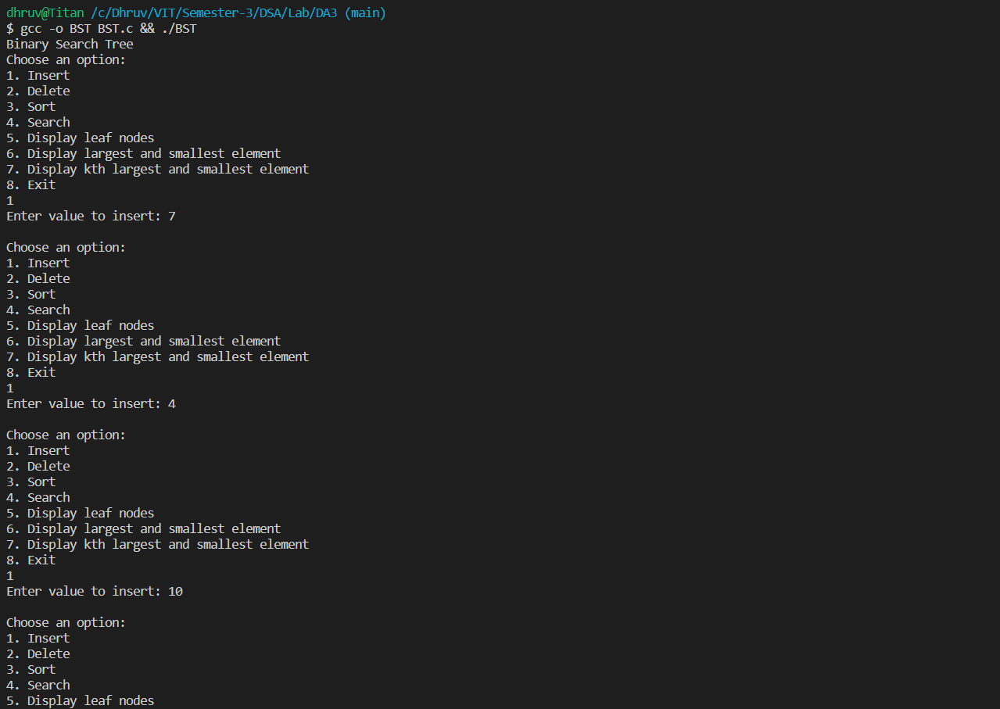 dhruv@Titan /c/Dhruv/VIT/Semester-3/DSA/Lab/DA3 (main)
$ gcc -o BST BST.c && ./BST
Binary Search Tree
Choose an option:
1. Insert
2. Delete
3. Sort
4. Search
5. Display leaf nodes
6. Display largest and smallest element
7. Display kth largest and smallest element
8. Exit
1
Enter value to insert: 7

Choose an option:
1. Insert
2. Delete
3. Sort
4. Search
5. Display leaf nodes
6. Display largest and smallest element
7. Display kth largest and smallest element
8. Exit
1
Enter value to insert: 4

Choose an option:
1. Insert
2. Delete
3. Sort
4. Search
5. Display leaf nodes
6. Display largest and smallest element
7. Display kth largest and smallest element
8. Exit
1
Enter value to insert: 10

Choose an option:
1. Insert
2. Delete
3. Sort
4. Search
5. Display leaf nodes